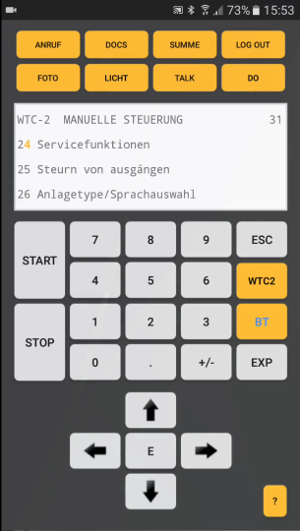 73% 15:53
ANRUF DOCS SUMME LOG OUT
FOTO LICHT TALK DO
WTC-2 MANUELLE STEUERUNG 31
24 Servicefunktionen
25 Steurn von ausgängen
26 Anlagetype/Sprachauswahl
START 7 8 9 ESC
4 5 6 WTC2
STOP 1 2 3 BT
0 . +/- EXP
E
?